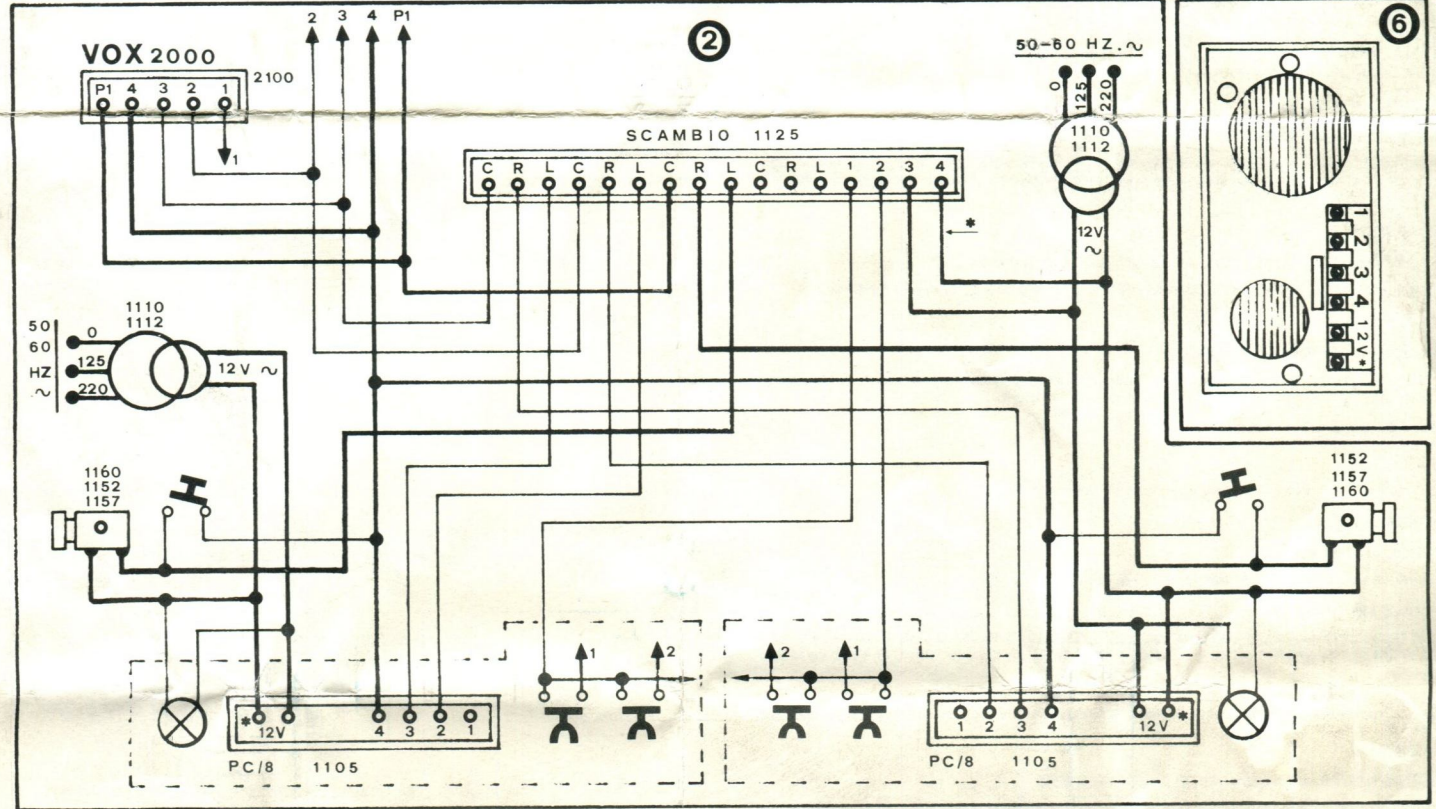 2 3 4 P1
2
6
VOX 2000
2100
P1 4 3 2 1
1
50-60 HZ. ~
0 125 220
1110
1112
12V
~
SCAMBIO 1125
C R L C R L C R L C R L 1 2 3 4
*
1
2
3
4
12V*
1110
1112
50
60
HZ
~
0
125
220
12V ~
1160
1152
1157
1152
1157
1160
1 2
2 1
* 12V 4 3 2 1
1 2 3 4 12V *
PC/8 1105
PC/8 1105